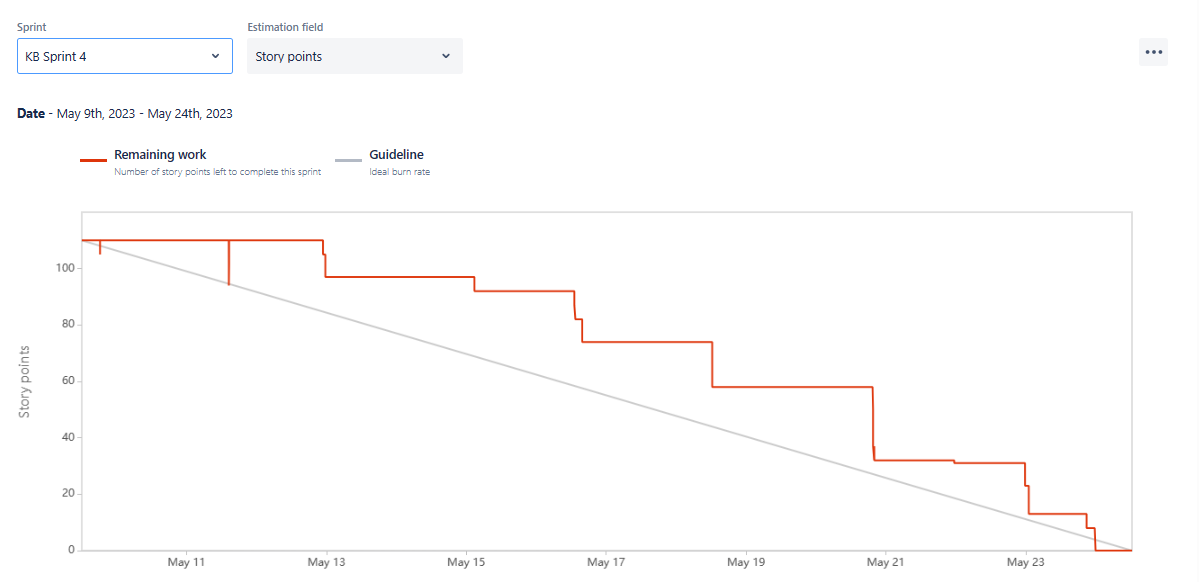 Sprint
Estimation field
KB Sprint 4
Story points
Date - May 9th, 2023 - May 24th, 2023
Remaining work
Number of story points left to complete this sprint
Guideline
Ideal burn rate
Story points
100
80
60
40
20
0
May 11
May 13
May 15
May 17
May 19
May 21
May 23